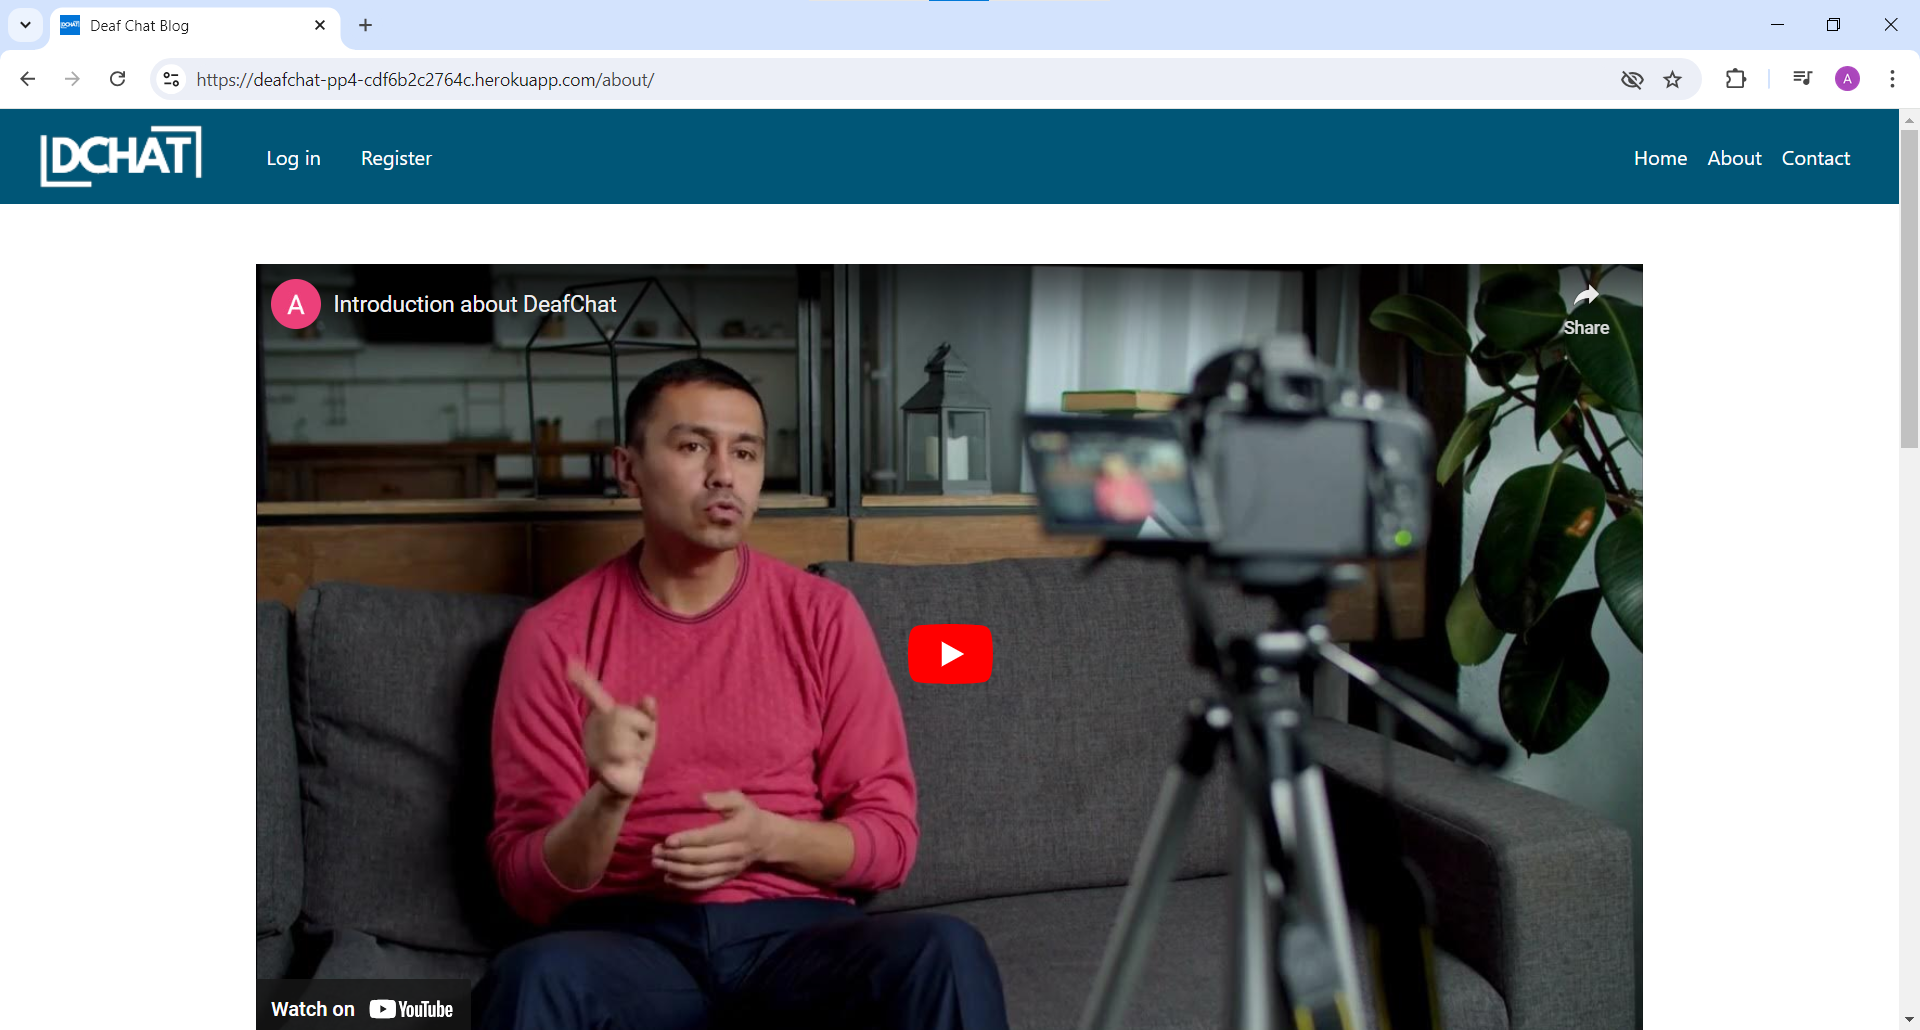 Deaf Chat Blog
https://deafchat-pp4-cdf6b2c2764c.herokuapp.com/about/
A
DCHAT
Log in
Register
Home
About
Contact
A
Introduction about DeafChat
Share
Watch on YouTube